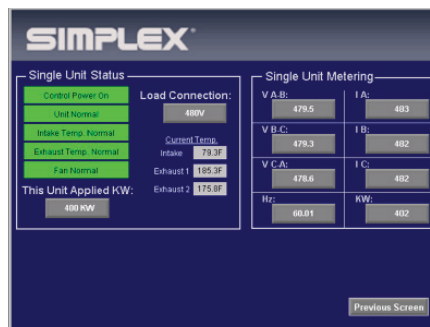 SIMPLEX
Single Unit Status
Control Power On
Unit Normal
Intake Temp. Normal
Exhaust Temp. Normal
Fan Normal
This Unit Applied KW:
400 KW
Load Connection:
480V
Current Temp.
Intake 79.3F
Exhaust 1 185.3F
Exhaust 2 175.8F
Single Unit Metering
V A-B: I A:
479.5 483
V B-C: I B:
479.3 482
V C-A: I C:
478.6 482
Hz: KW:
60.01 402
Previous Screen